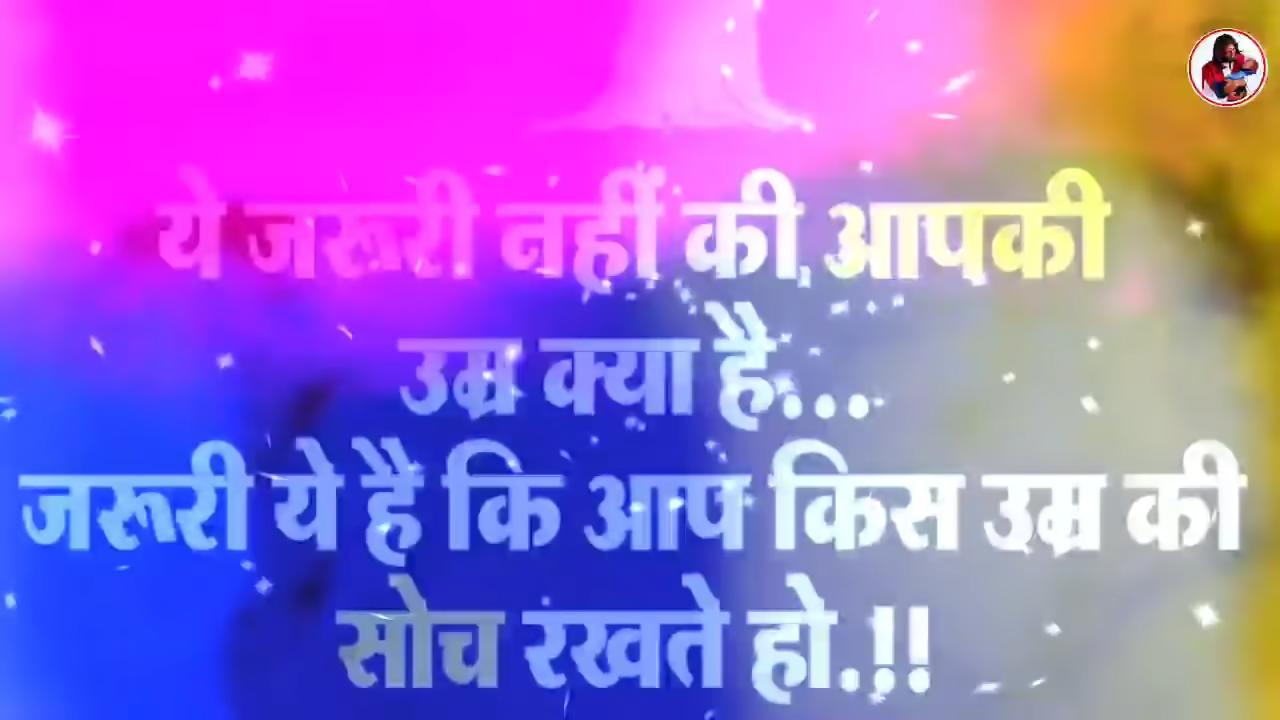 ये जरूरी नहीं की आपकी
उम्र क्या है...
जरूरी ये है कि आप किस उम्र की
सोच रखते हो.!!